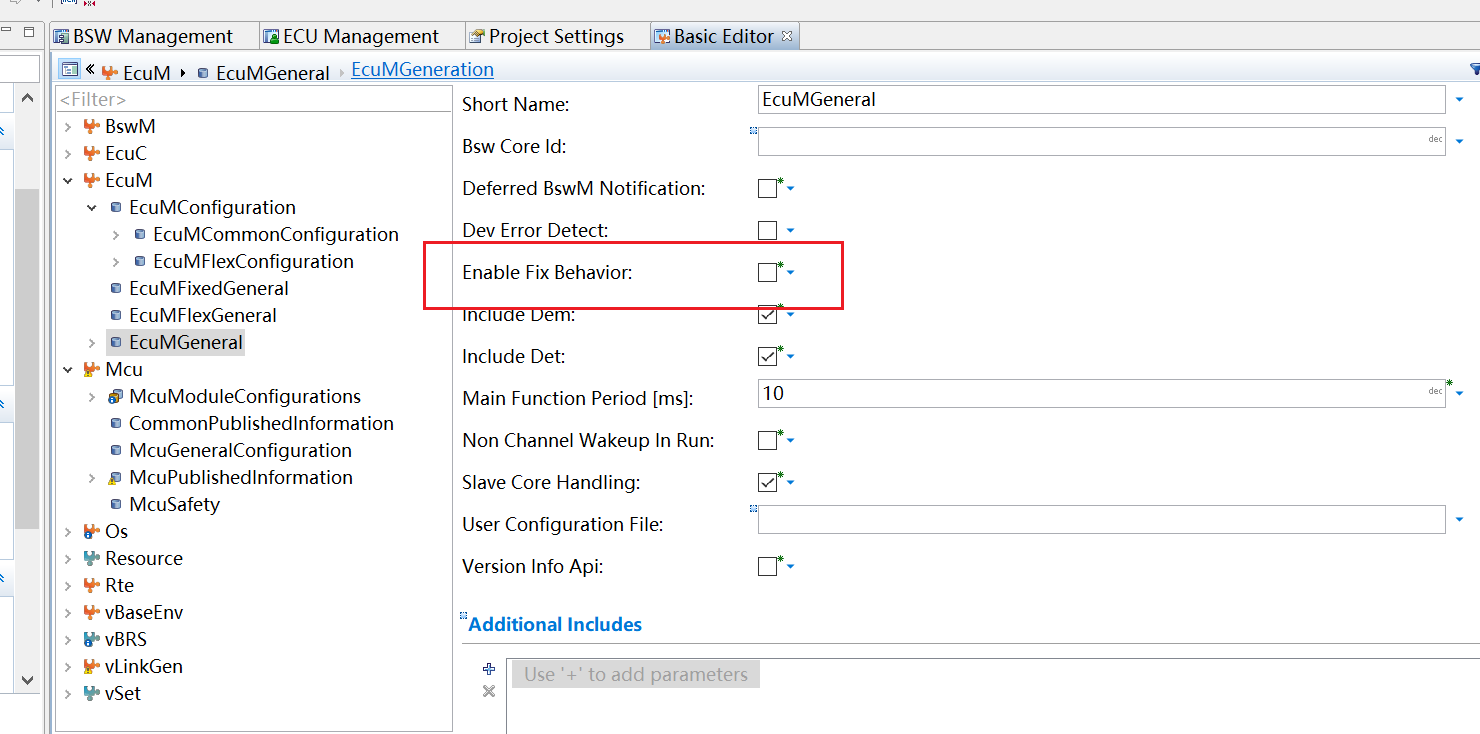 BSW Management ECU Management Project Settings Basic Editor
« EcuM EcuMGeneral EcuMGeneration
<Filter>
BswM
EcuC
EcuM
EcuMConfiguration
EcuMCommonConfiguration
EcuMFlexConfiguration
EcuMFixedGeneral
EcuMFlexGeneral
EcuMGeneral
Mcu
McuModuleConfigurations
CommonPublishedInformation
McuGeneralConfiguration
McuPublishedInformation
McuSafety
Os
Resource
Rte
vBaseEnv
vBRS
vLinkGen
vSet
Short Name: EcuMGeneral
Bsw Core Id: dec
Deferred BswM Notification:
Dev Error Detect:
Enable Fix Behavior:
Include Dem:
Include Det:
Main Function Period [ms]: 10 dec
Non Channel Wakeup In Run:
Slave Core Handling:
User Configuration File:
Version Info Api:
Additional Includes
Use '+' to add parameters